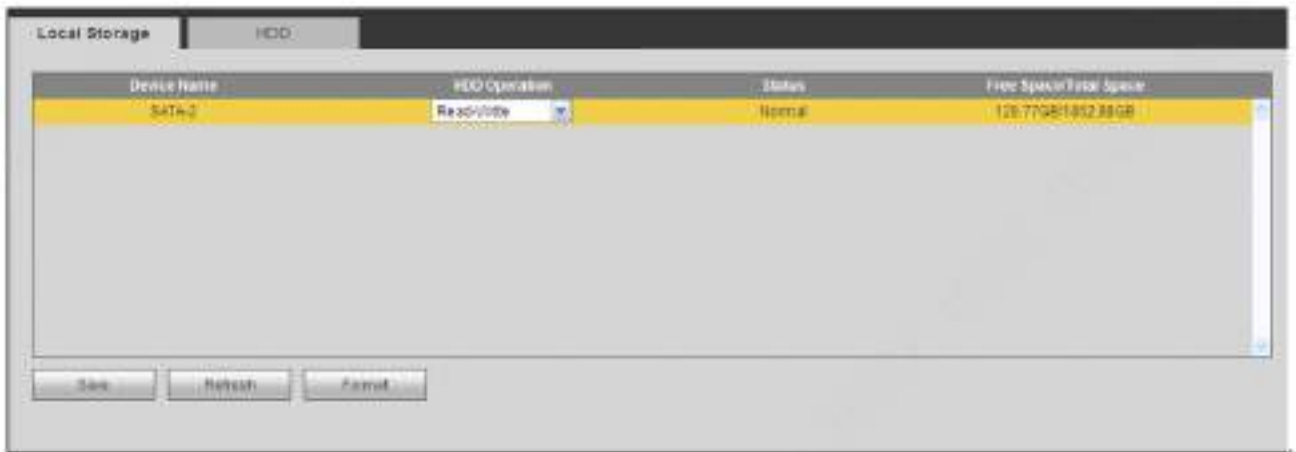 Local Storage HDD
Device Name HDD Operation Status Free Space/Total Space
SATA-2 Read-Write Normal
Save Refresh Format